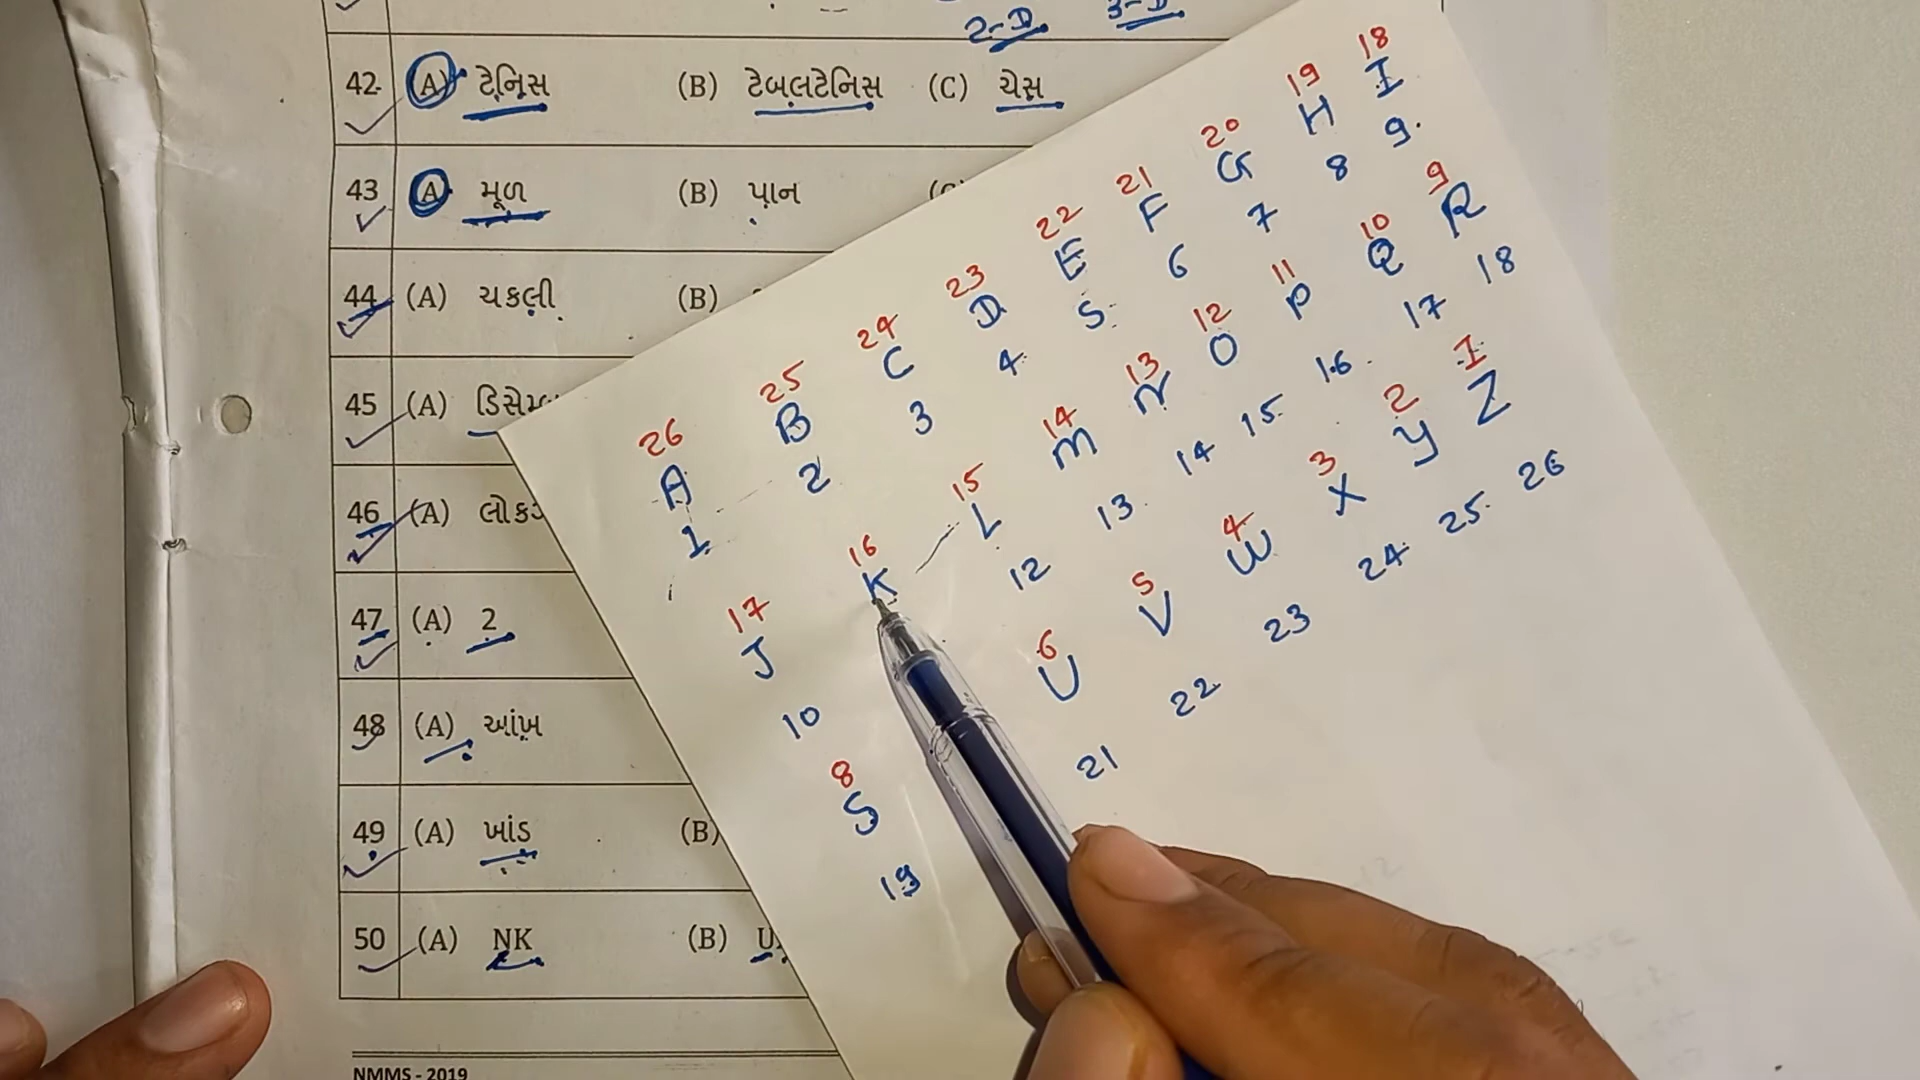 2-D 3-D
42. (A) ટેનિસ (B) ટેબલટેનિસ (C) ચેસ
43 A મૂળ (B) પાન
44 (A) ચકલી (B)
45 (A)
46 (A)
47 (A) 2
48 (A) આંખ
49 (A) ખાંડ (B)
50 (A) NK (B)
NMMS - 2019
26 25 24 23 22 21 20 19 18
A B C D E F G H I
1 2 3 4 5 6 7 8 9
17 16 15 14 13 12 11 10 9
J K L M N O P Q R
10 12 13 14 15 16 17 18
8 6 5 4 3 2 1
S U V W X Y Z
19 21 22 23 24 25 26